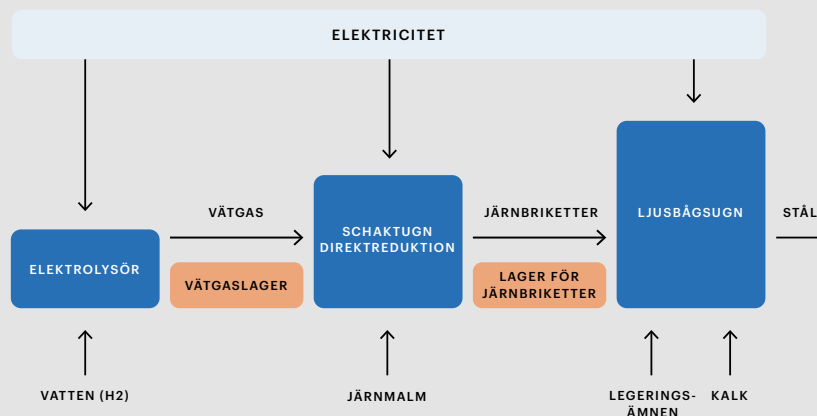 ELEKTRICITET
VÄTGAS
JÄRNBRIKETTER
LJUSBÅGSUGN
STÅL
SCHAKTUGN
DIREKTREDUKTION
ELEKTROLYSÖR
VÄTGASLAGER
LAGER FÖR
JÄRNBRIKETTER
VATTEN (H2)
JÄRNMALM
LEGERINGS-
ÄMNEN
KALK